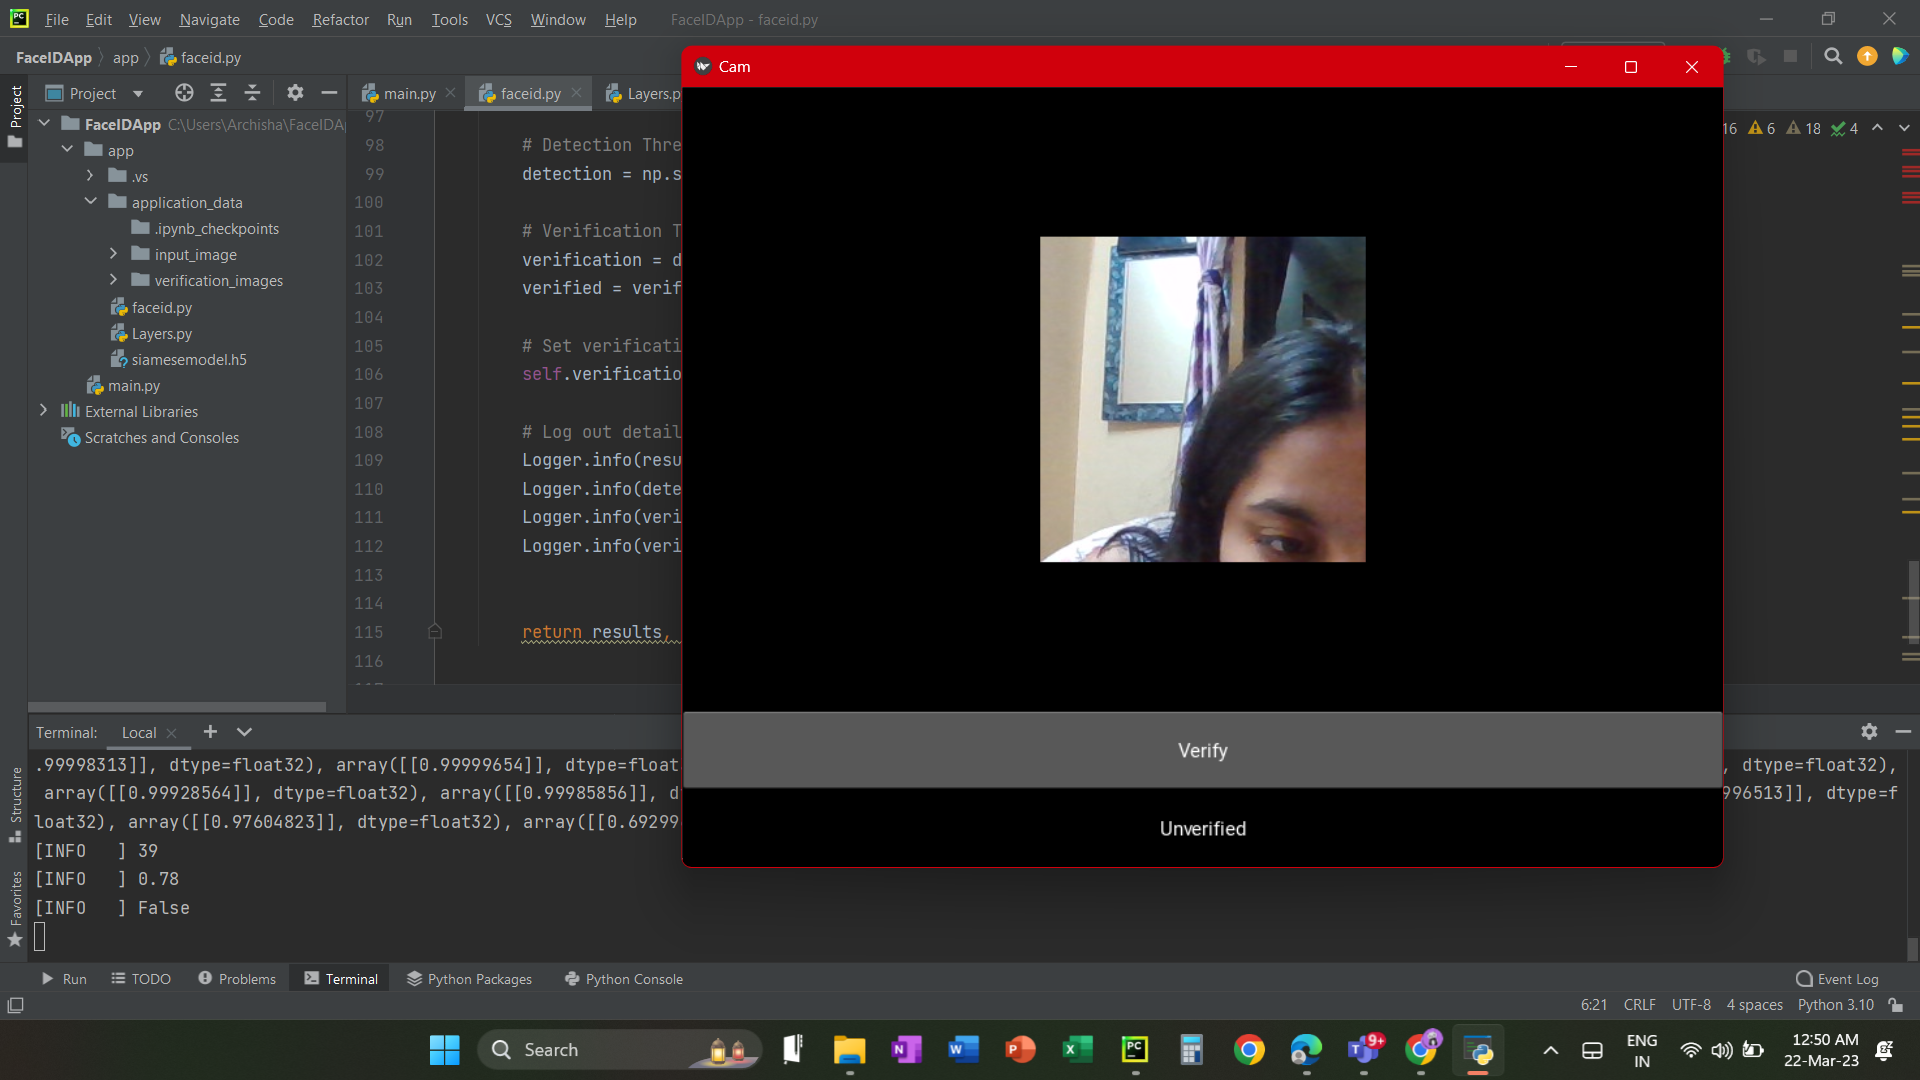 File Edit View Navigate Code Refactor Run Tools VCS Window Help FaceIDApp - faceid.py
FaceIDApp app faceid.py
Cam
Project
Project
main.py faceid.py Layers.p
16 6 18 4
FaceIDApp C:\Users\Archisha\FaceIDA
app
.vs
application_data
.ipynb_checkpoints
input_image
verification_images
faceid.py
Layers.py
siamesemodel.h5
main.py
External Libraries
Scratches and Consoles
97
98 # Detection Thre
99 detection = np.s
100
101 # Verification T
102 verification = d
103 verified = verif
104
105 # Set verificati
106 self.verificatio
107
108 # Log out detail
109 Logger.info(resu
110 Logger.info(dete
111 Logger.info(veri
112 Logger.info(veri
113
114
115 return results,
116
Verify
Unverified
Terminal: Local
.99998313]], dtype=float32), array([[0.99999654]], dtype=float , dtype=float32),
array([[0.99928564]], dtype=float32), array([[0.99985856]], d 996513]], dtype=f
loat32), array([[0.97604823]], dtype=float32), array([[0.69299
[INFO ] 39
[INFO ] 0.78
[INFO ] False
Structure
Favorites
Run TODO Problems Terminal Python Packages Python Console Event Log
6:21 CRLF UTF-8 4 spaces Python 3.10
Search
9+
ENG
IN
12:50 AM
22-Mar-23